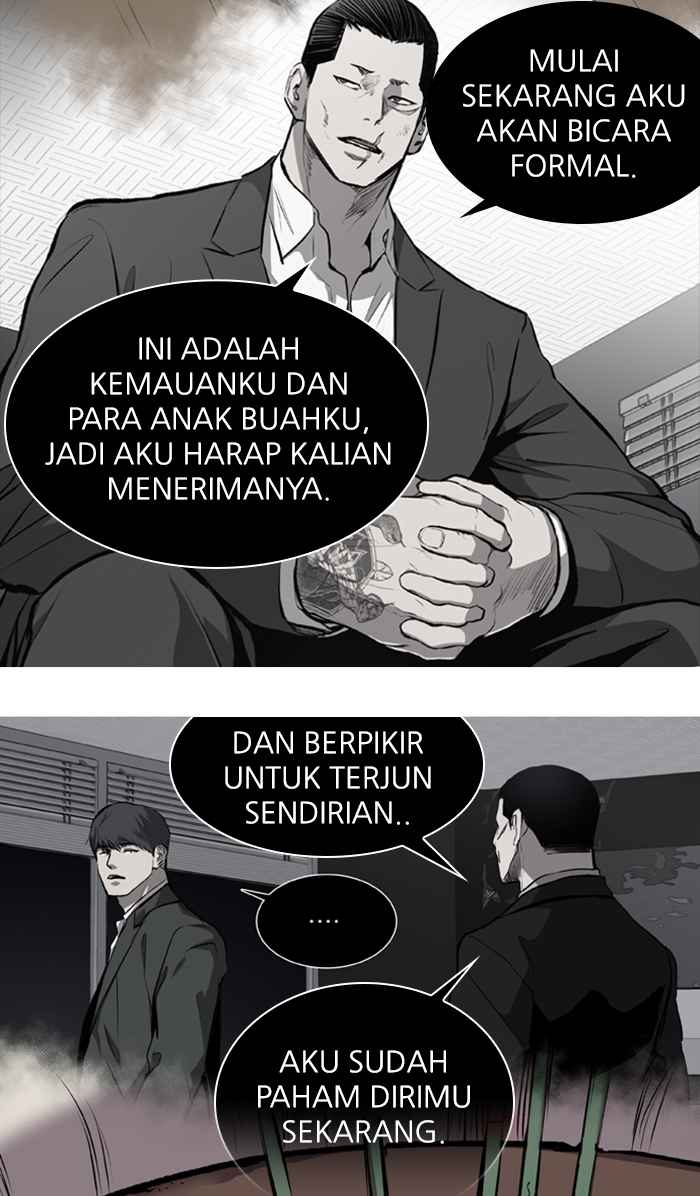 MULAI
SEKARANG AKU
AKAN BICARA
FORMAL.
INI ADALAH
KEMAUANKU DAN
PARA ANAK BUAHKU,
JADI AKU HARAP KALIAN
MENERIMANYA.
DAN BERPIKIR
UNTUK TERJUN
SENDIRIAN..
....
AKU SUDAH
PAHAM DIRIMU
SEKARANG.